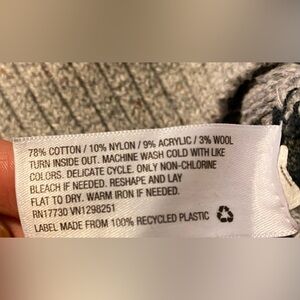 78% COTTON / 10% NYLON / 9% ACRYLIC / 3% WOOL
TURN INSIDE OUT. MACHINE WASH COLD WITH LIKE
COLORS. DELICATE CYCLE. ONLY NON-CHLORINE
BLEACH IF NEEDED. RESHAPE AND LAY
FLAT TO DRY. WARM IRON IF NEEDED.
RN17730 VN1298251
LABEL MADE FROM 100% RECYCLED PLASTIC